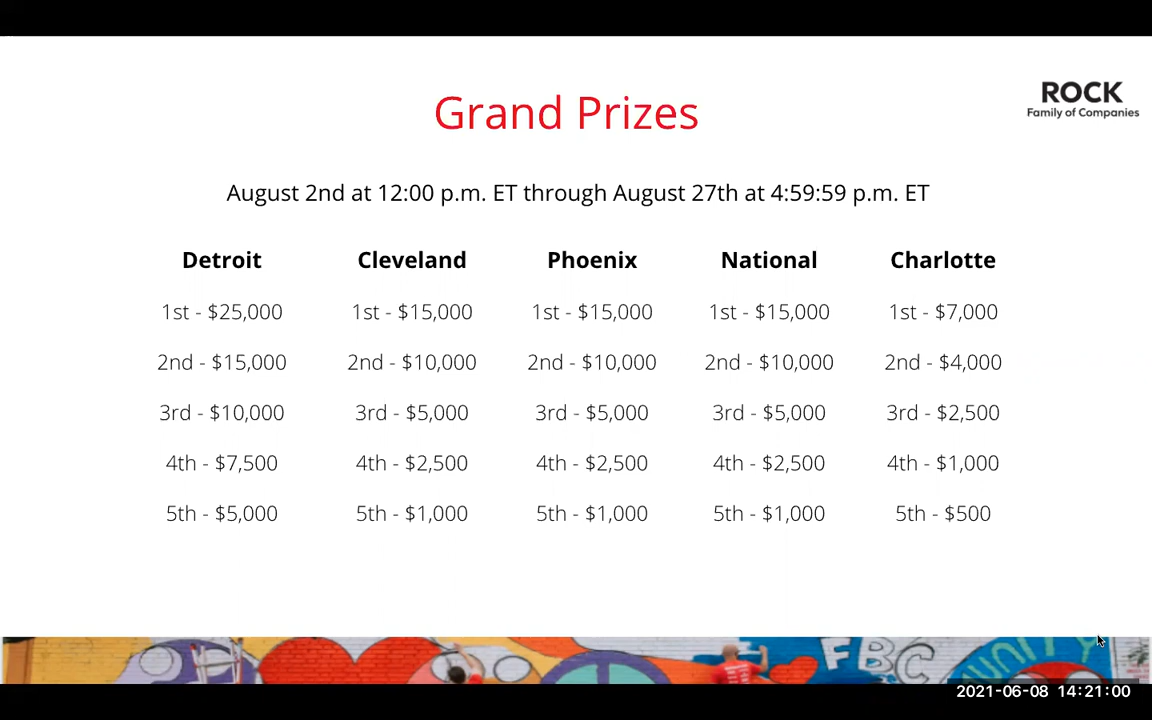 Grand Prizes
ROCK
Family of Companies
August 2nd at 12:00 p.m. ET through August 27th at 4:59:59 p.m. ET
Detroit Cleveland Phoenix National Charlotte
1st - $25,000 1st - $15,000 1st - $15,000 1st - $15,000 1st - $7,000
2nd - $15,000 2nd - $10,000 2nd - $10,000 2nd - $10,000 2nd - $4,000
3rd - $10,000 3rd - $5,000 3rd - $5,000 3rd - $5,000 3rd - $2,500
4th - $7,500 4th - $2,500 4th - $2,500 4th - $2,500 4th - $1,000
5th - $5,000 5th - $1,000 5th - $1,000 5th - $1,000 5th - $500
FBC
UNITY
2021-06-08 14:21:00